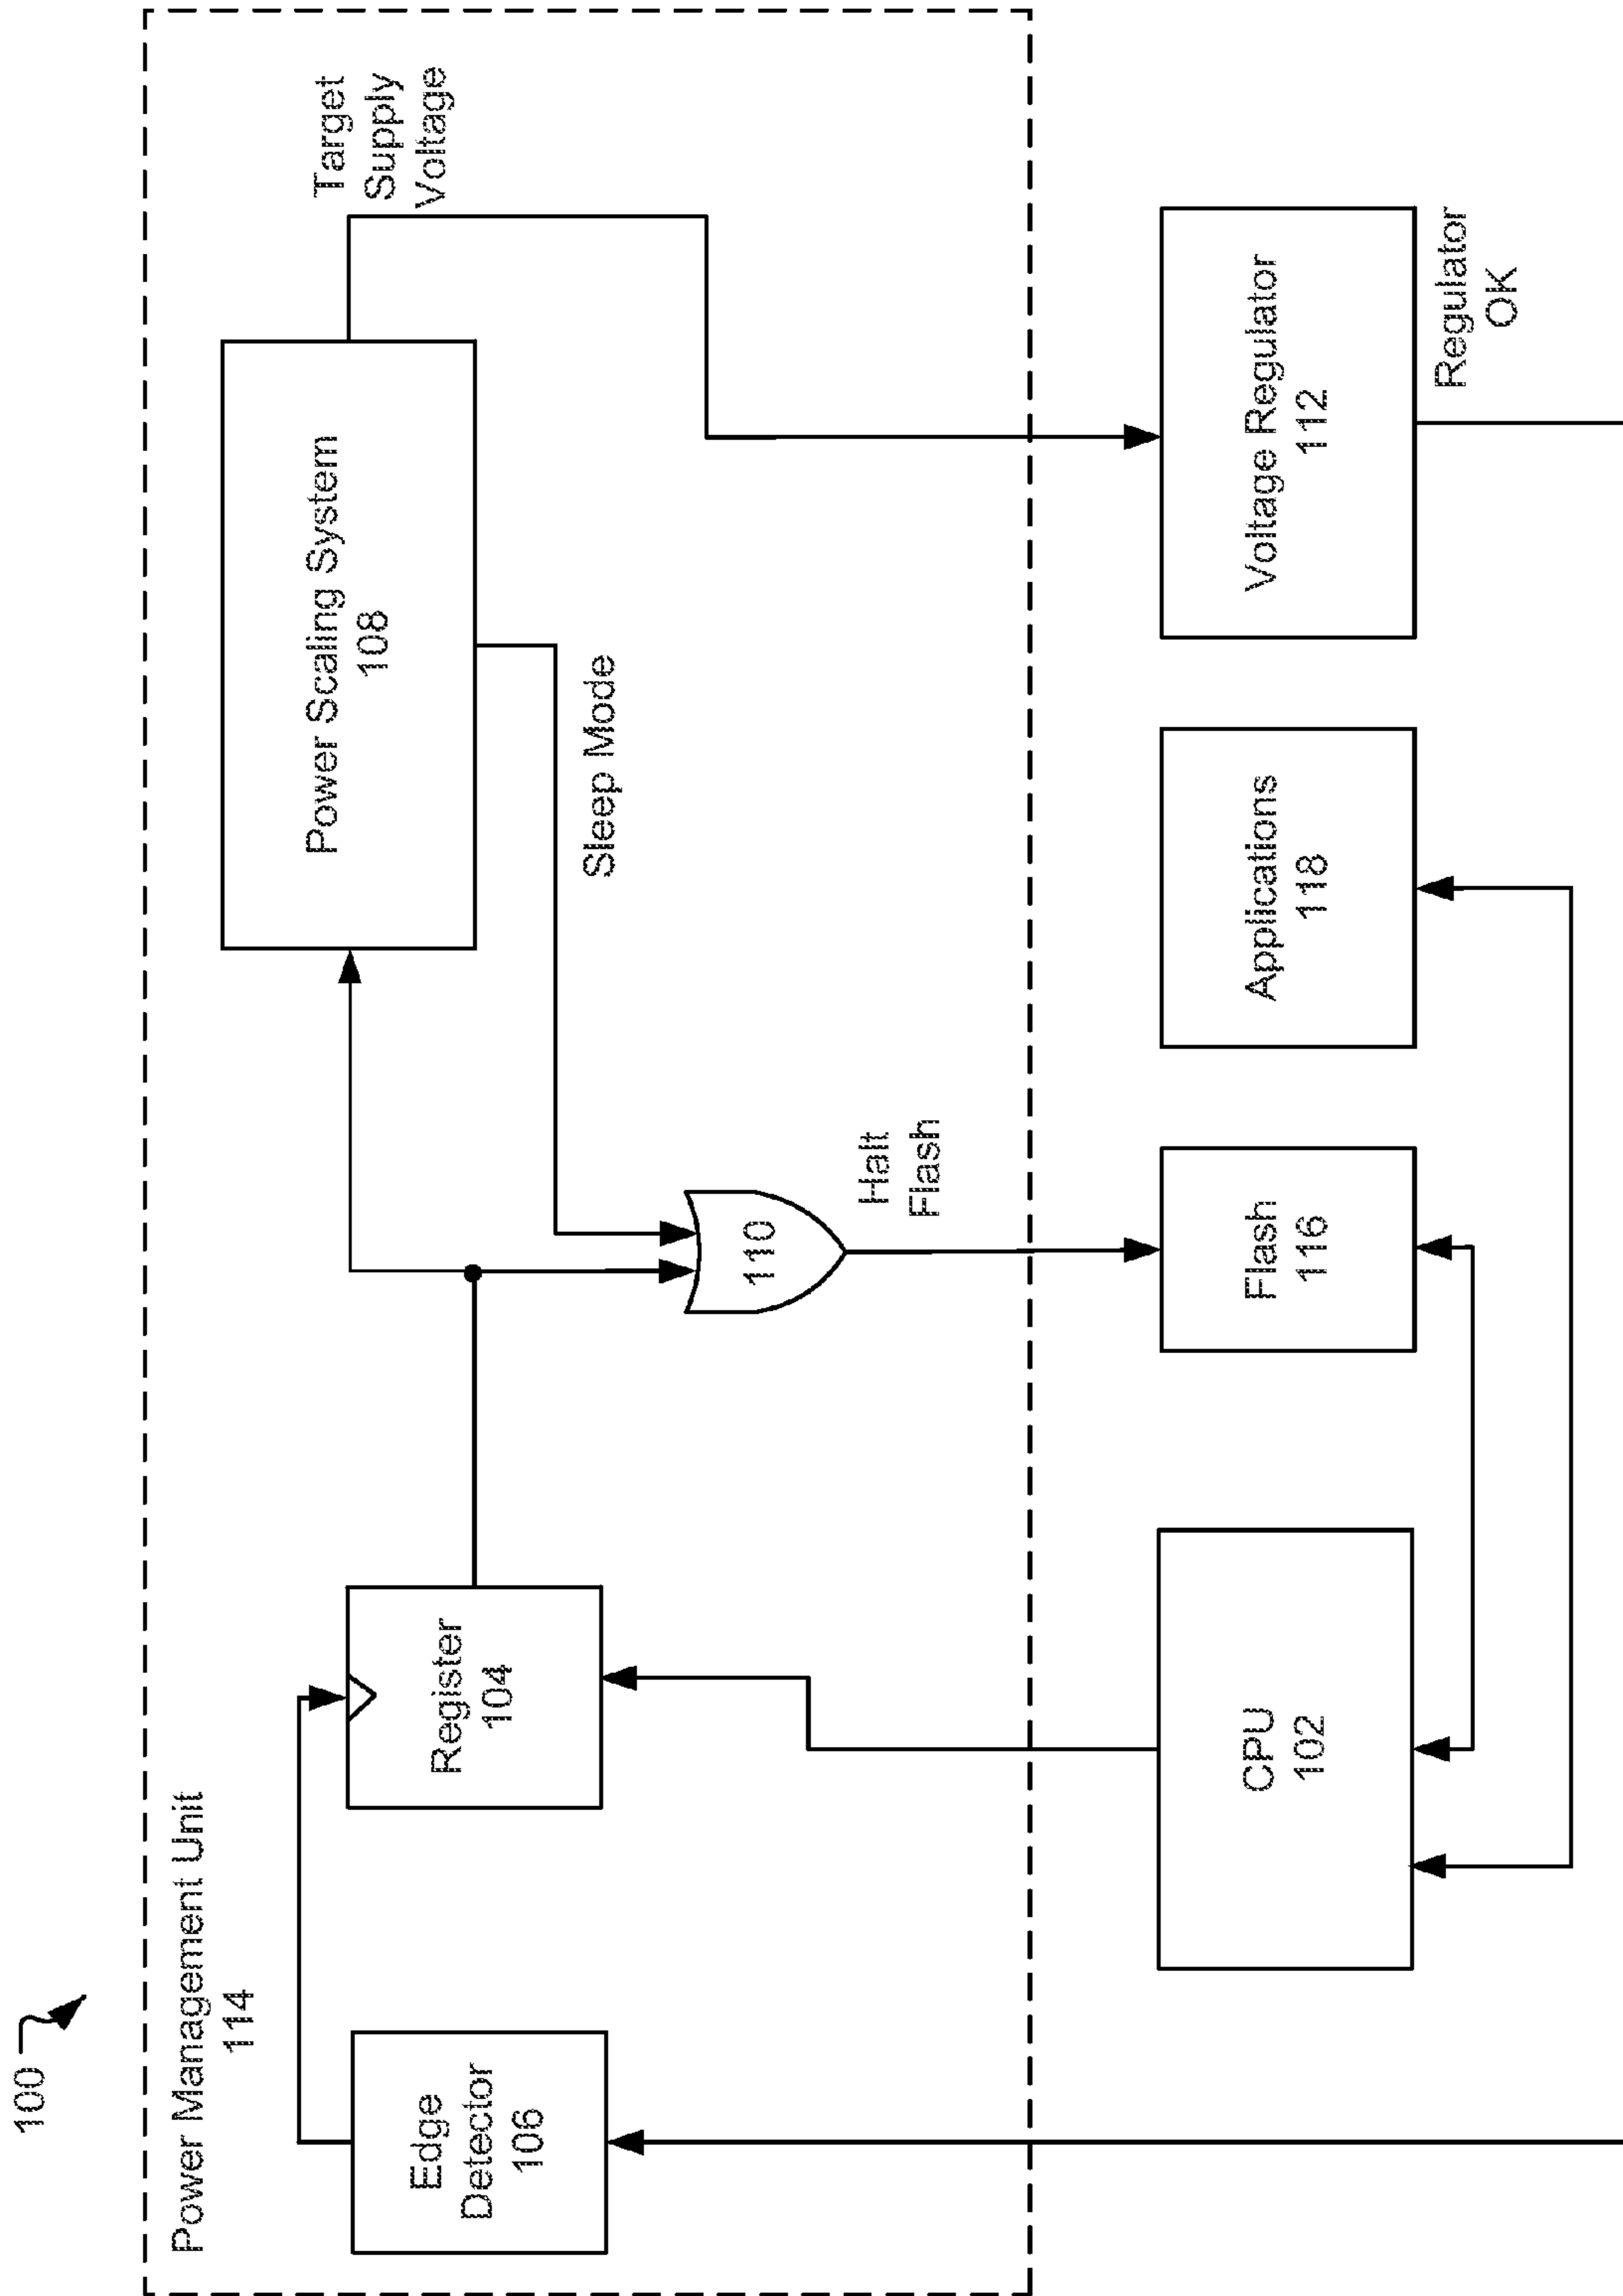 100
Power Management Unit
114
Edge
Detector
106
Register
104
Power Scaling System
108
Target
Supply
Voltage
Sleep Mode
110
Halt
Flash
CPU
102
Flash
116
Applications
118
Voltage Regulator
112
Regulator
OK